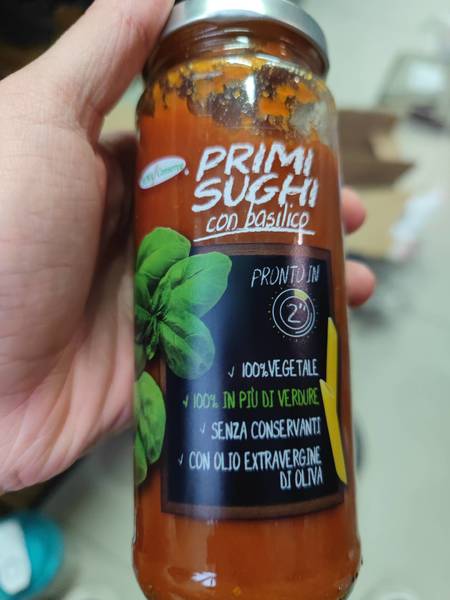 PRIMI
SUGHI
con basilico
PRONTO IN
2"
✓ 100% VEGETALE
✓ 100% IN PIÙ DI VERDURE
✓ SENZA CONSERVANTI
✓ CON OLIO EXTRAVERGINE
DI OLIVA